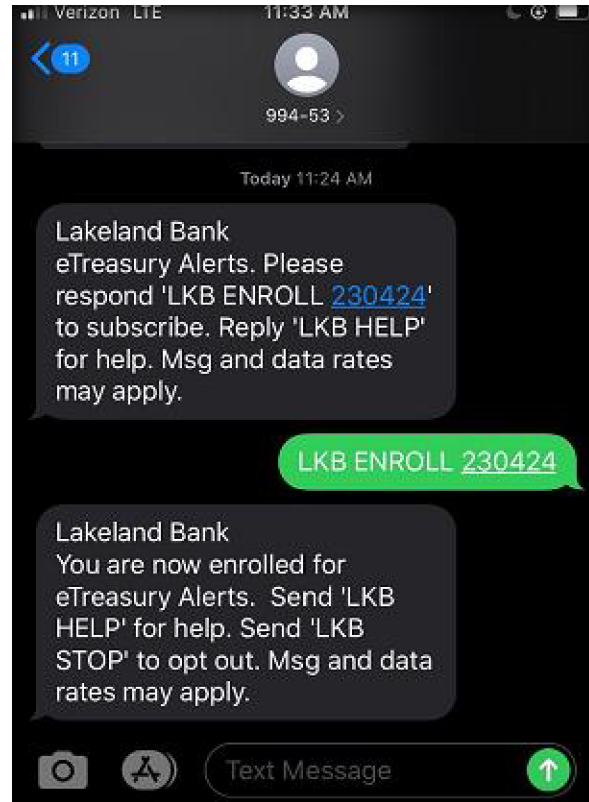 Verizon LTE 11:33 AM
11
994-53 >
Today 11:24 AM
Lakeland Bank
eTreasury Alerts. Please
respond 'LKB ENROLL 230424'
to subscribe. Reply 'LKB HELP'
for help. Msg and data rates
may apply.
LKB ENROLL 230424
Lakeland Bank
You are now enrolled for
eTreasury Alerts.  Send 'LKB
HELP' for help. Send 'LKB
STOP' to opt out. Msg and data
rates may apply.
Text Message